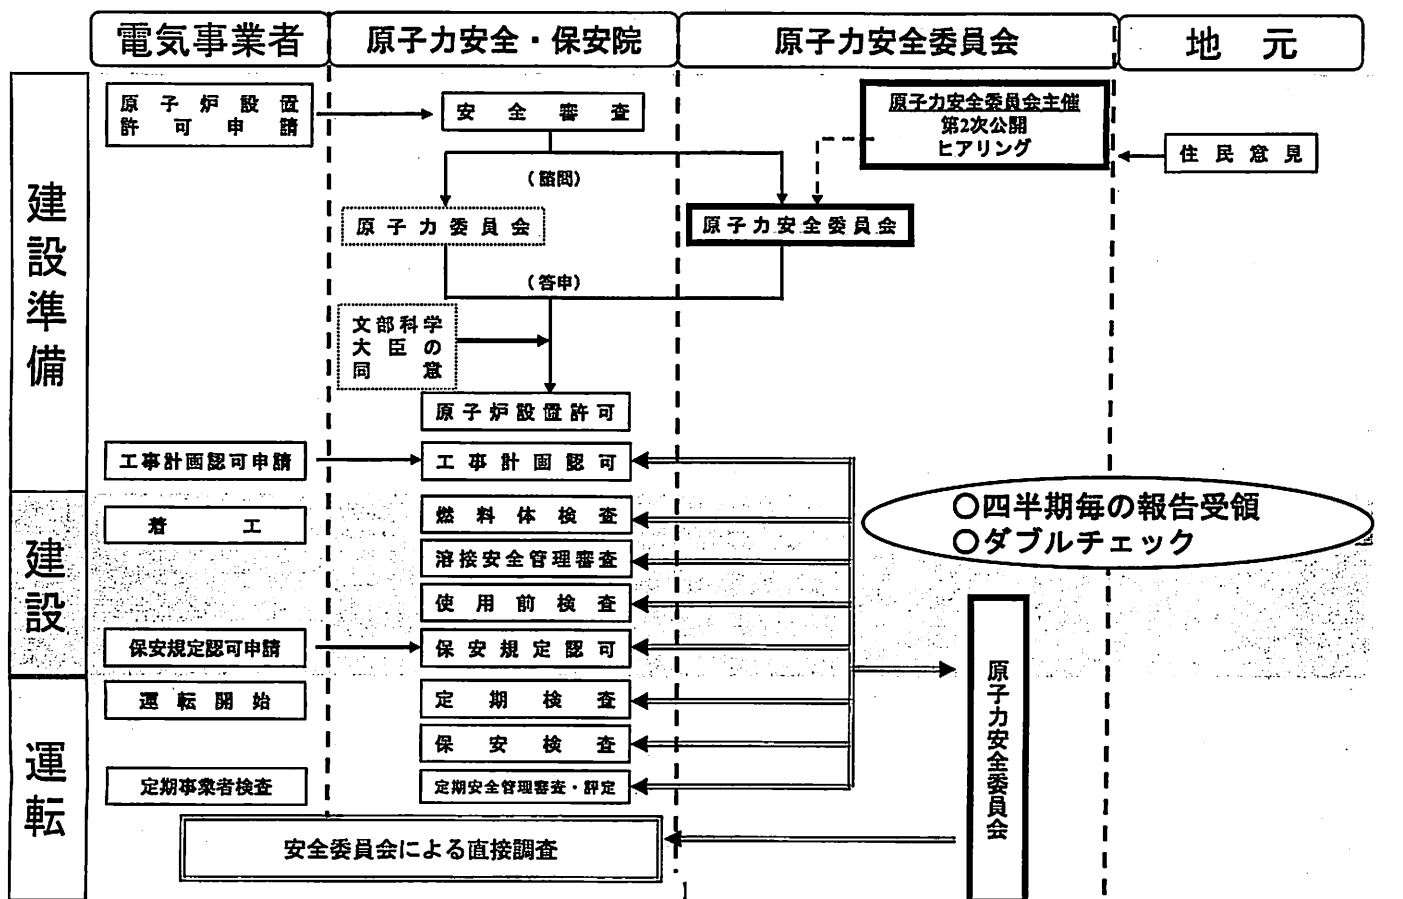 電気事業者
原子力安全・保安院
原子力安全委員会
地 元
建設準備
原子炉設置
許可申請
安全審査
原子力安全委員会主催
第2次公開
ヒアリング
住民意見
(諮問)
原子力委員会
原子力安全委員会
(答申)
文部科学
大臣の
同意
原子炉設置許可
工事計画認可申請
工事計画認可
○四半期毎の報告受領
○ダブルチェック
建設
着工
燃料体検査
溶接安全管理審査
使用前検査
保安規定認可申請
保安規定認可
運転
運転開始
定期検査
保安検査
定期事業者検査
定期安全管理審査・評定
原子力安全委員会
安全委員会による直接調査